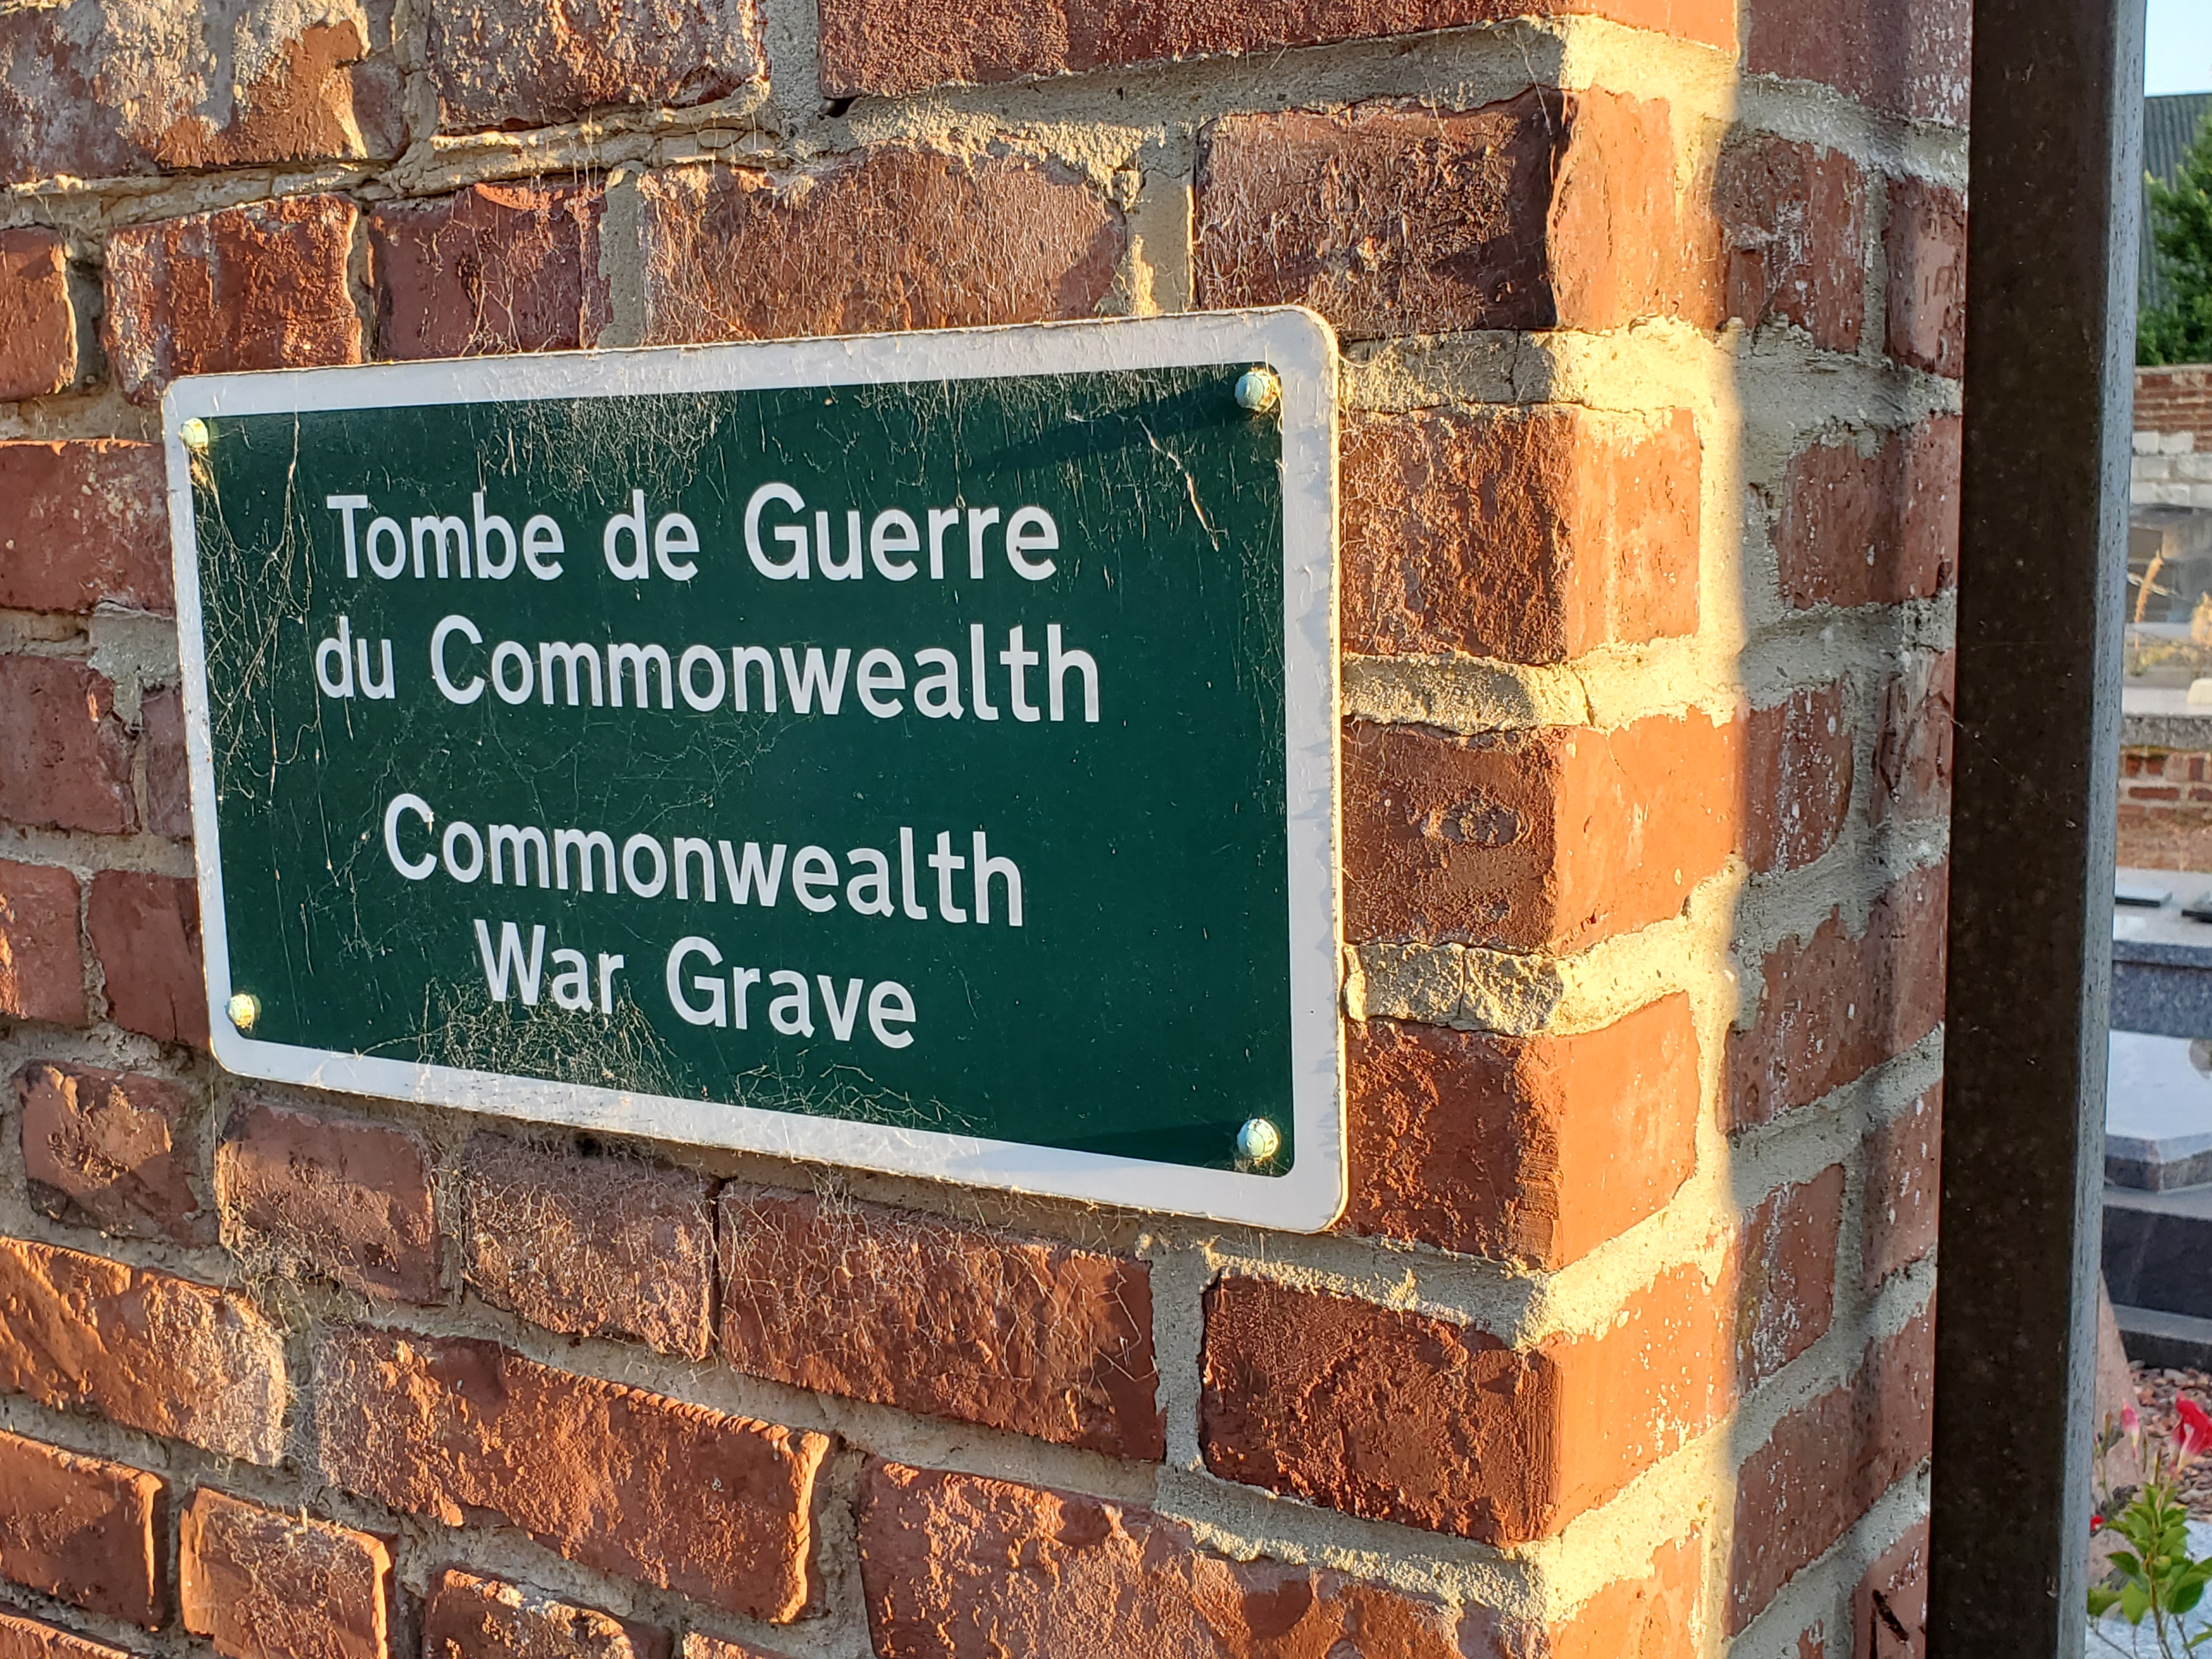 Tombe de Guerre
du Commonwealth
Commonwealth
War Grave